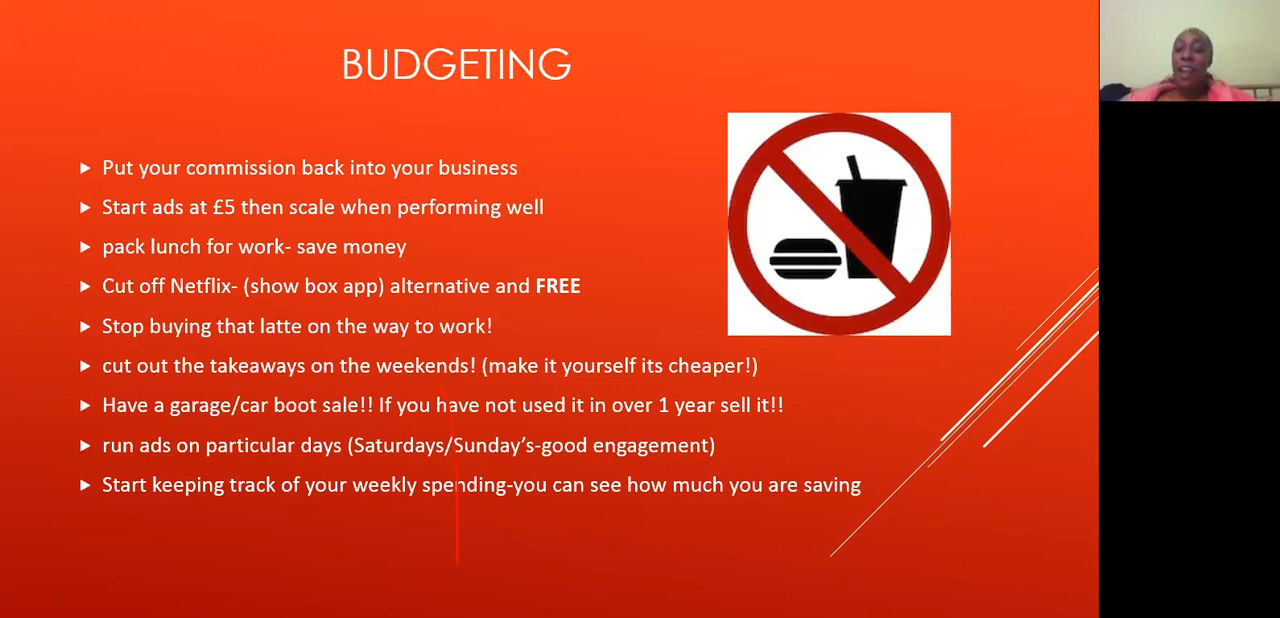 BUDGETING
Put your commission back into your business
Start ads at £5 then scale when performing well
pack lunch for work- save money
Cut off Netflix- (show box app) alternative and FREE
Stop buying that latte on the way to work!
cut out the takeaways on the weekends! (make it yourself its cheaper!)
Have a garage/car boot sale!! If you have not used it in over 1 year sell it!!
run ads on particular days (Saturdays/Sunday's-good engagement)
Start keeping track of your weekly spending-you can see how much you are saving